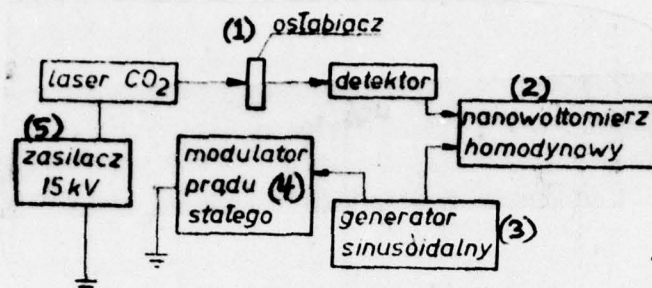 (1) osłabiacz
laser CO2
detektor
(2)
nanowoltomierz
homodynowy
(5)
zasilacz
15 kV
modulator
prądu (4)
stałego
generator
sinusoidalny (3)